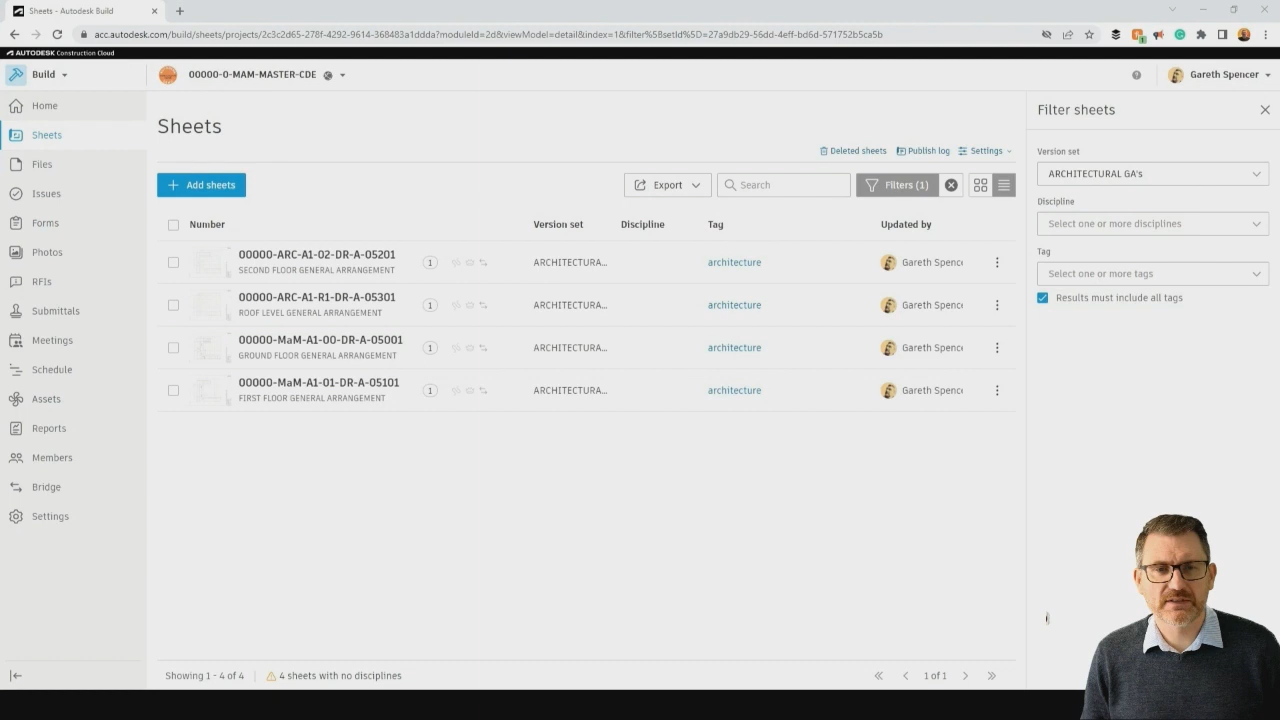 Sheets - Autodesk Build
acc.autodesk.com/build/sheets/projects/2c3c2d65-278f-4292-9614-368483a1ddda?moduleId=2d&viewModel=detail&index=1&filter%5BsetId%5D=27a9db29-56dd-4eff-bd6d-571752b5ca5b
AUTODESK Construction Cloud
Build
00000-0-MAM-MASTER-CDE
Gareth Spencer
Home
Sheets
Files
Issues
Forms
Photos
RFIs
Submittals
Meetings
Schedule
Assets
Reports
Members
Bridge
Settings
Sheets
Deleted sheets Publish log Settings
Add sheets
Export
Search
Filters (1)
Number Version set Discipline Tag Updated by
00000-ARC-A1-02-DR-A-05201
SECOND FLOOR GENERAL ARRANGEMENT
1 ARCHITECTURA... architecture Gareth Spenc
00000-ARC-A1-R1-DR-A-05301
ROOF LEVEL GENERAL ARRANGEMENT
1 ARCHITECTURA... architecture Gareth Spenc
00000-MaM-A1-00-DR-A-05001
GROUND FLOOR GENERAL ARRANGEMENT
1 ARCHITECTURA... architecture Gareth Spenc
00000-MaM-A1-01-DR-A-05101
FIRST FLOOR GENERAL ARRANGEMENT
1 ARCHITECTURA... architecture Gareth Spenc
Showing 1 - 4 of 4
4 sheets with no disciplines
1 of 1
Filter sheets
Version set
ARCHITECTURAL GA's
Discipline
Select one or more disciplines
Tag
Select one or more tags
Results must include all tags